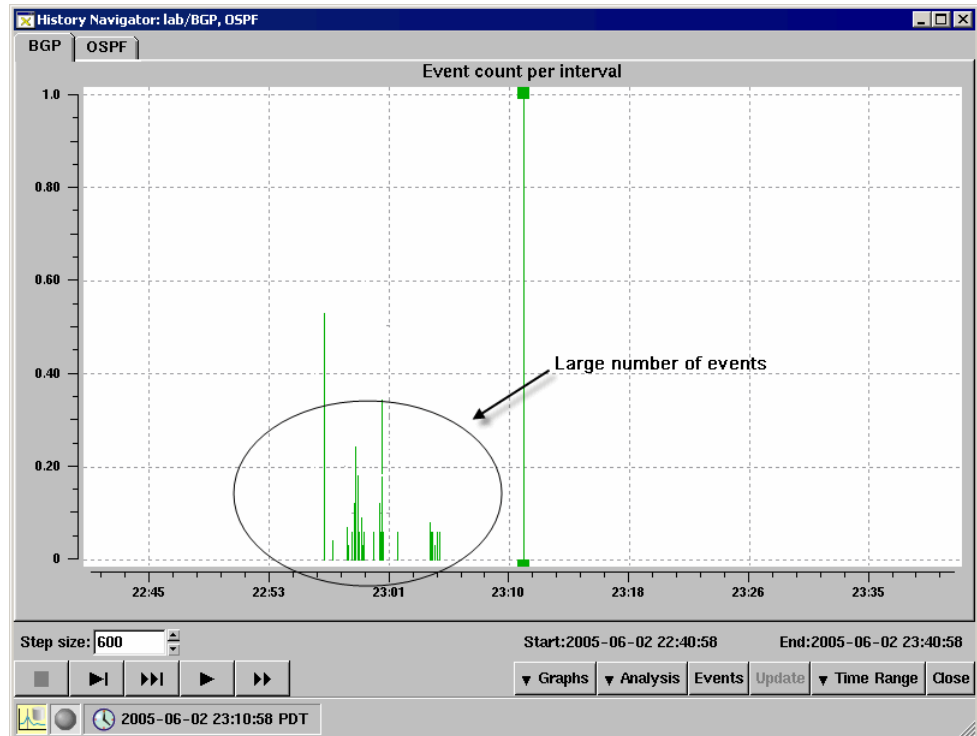 History Navigator: lab/BGP, OSPF
BGP OSPF
Event count per interval
1.0
0.80
0.60
0.40
Large number of events
0.20
0
22:45 22:53 23:01 23:10 23:18 23:26 23:35
Step size: 600 Start:2005-06-02 22:40:58 End:2005-06-02 23:40:58
Graphs Analysis Events Update Time Range Close
2005-06-02 23:10:58 PDT